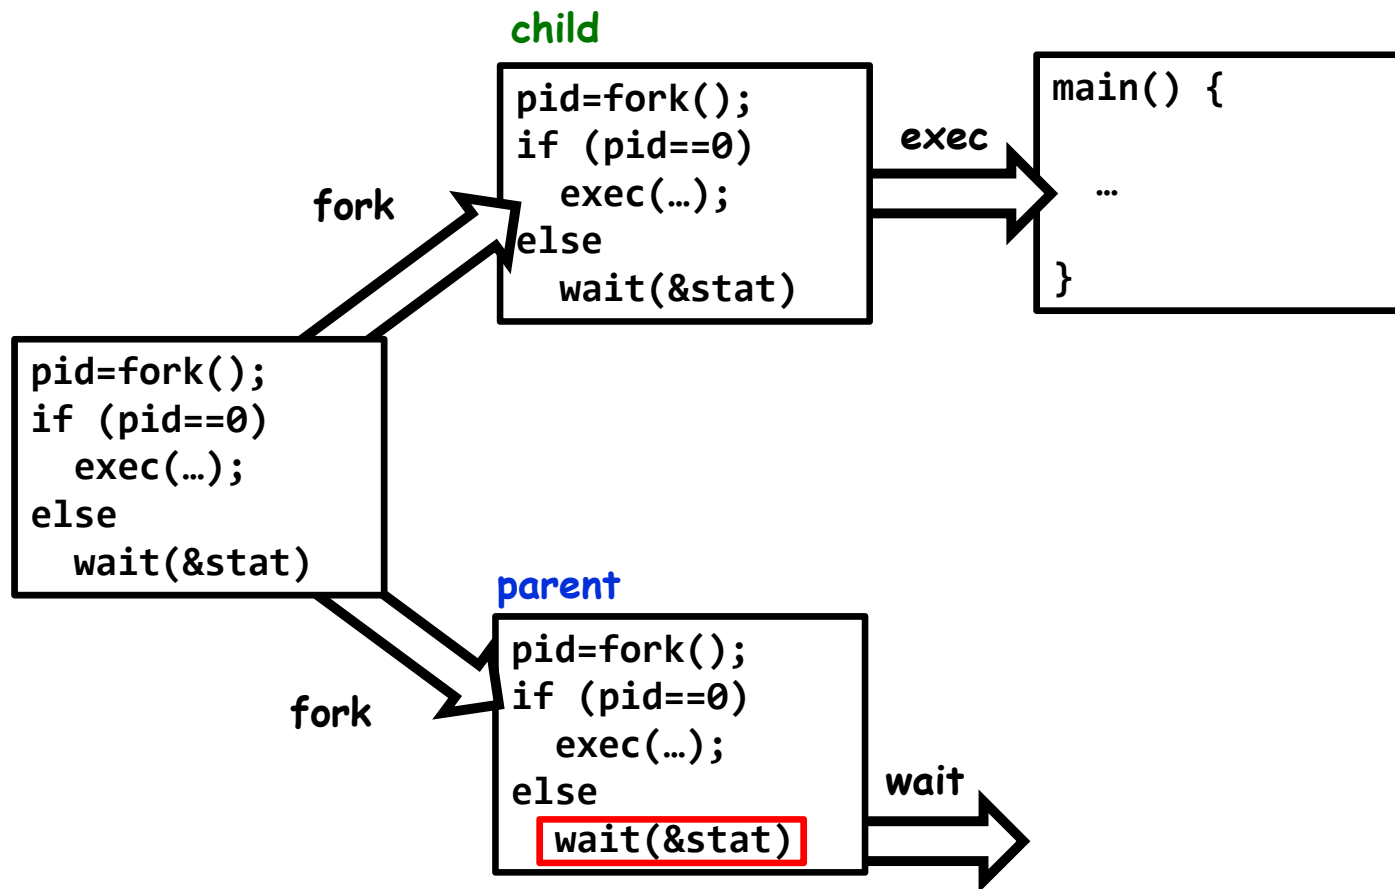 child
pid=fork();
if (pid==0)
  exec(…);
else
  wait(&stat)
exec
main() {
…
}
fork
pid=fork();
if (pid==0)
  exec(…);
else
  wait(&stat)
fork
parent
pid=fork();
if (pid==0)
  exec(…);
else
  wait(&stat)
wait